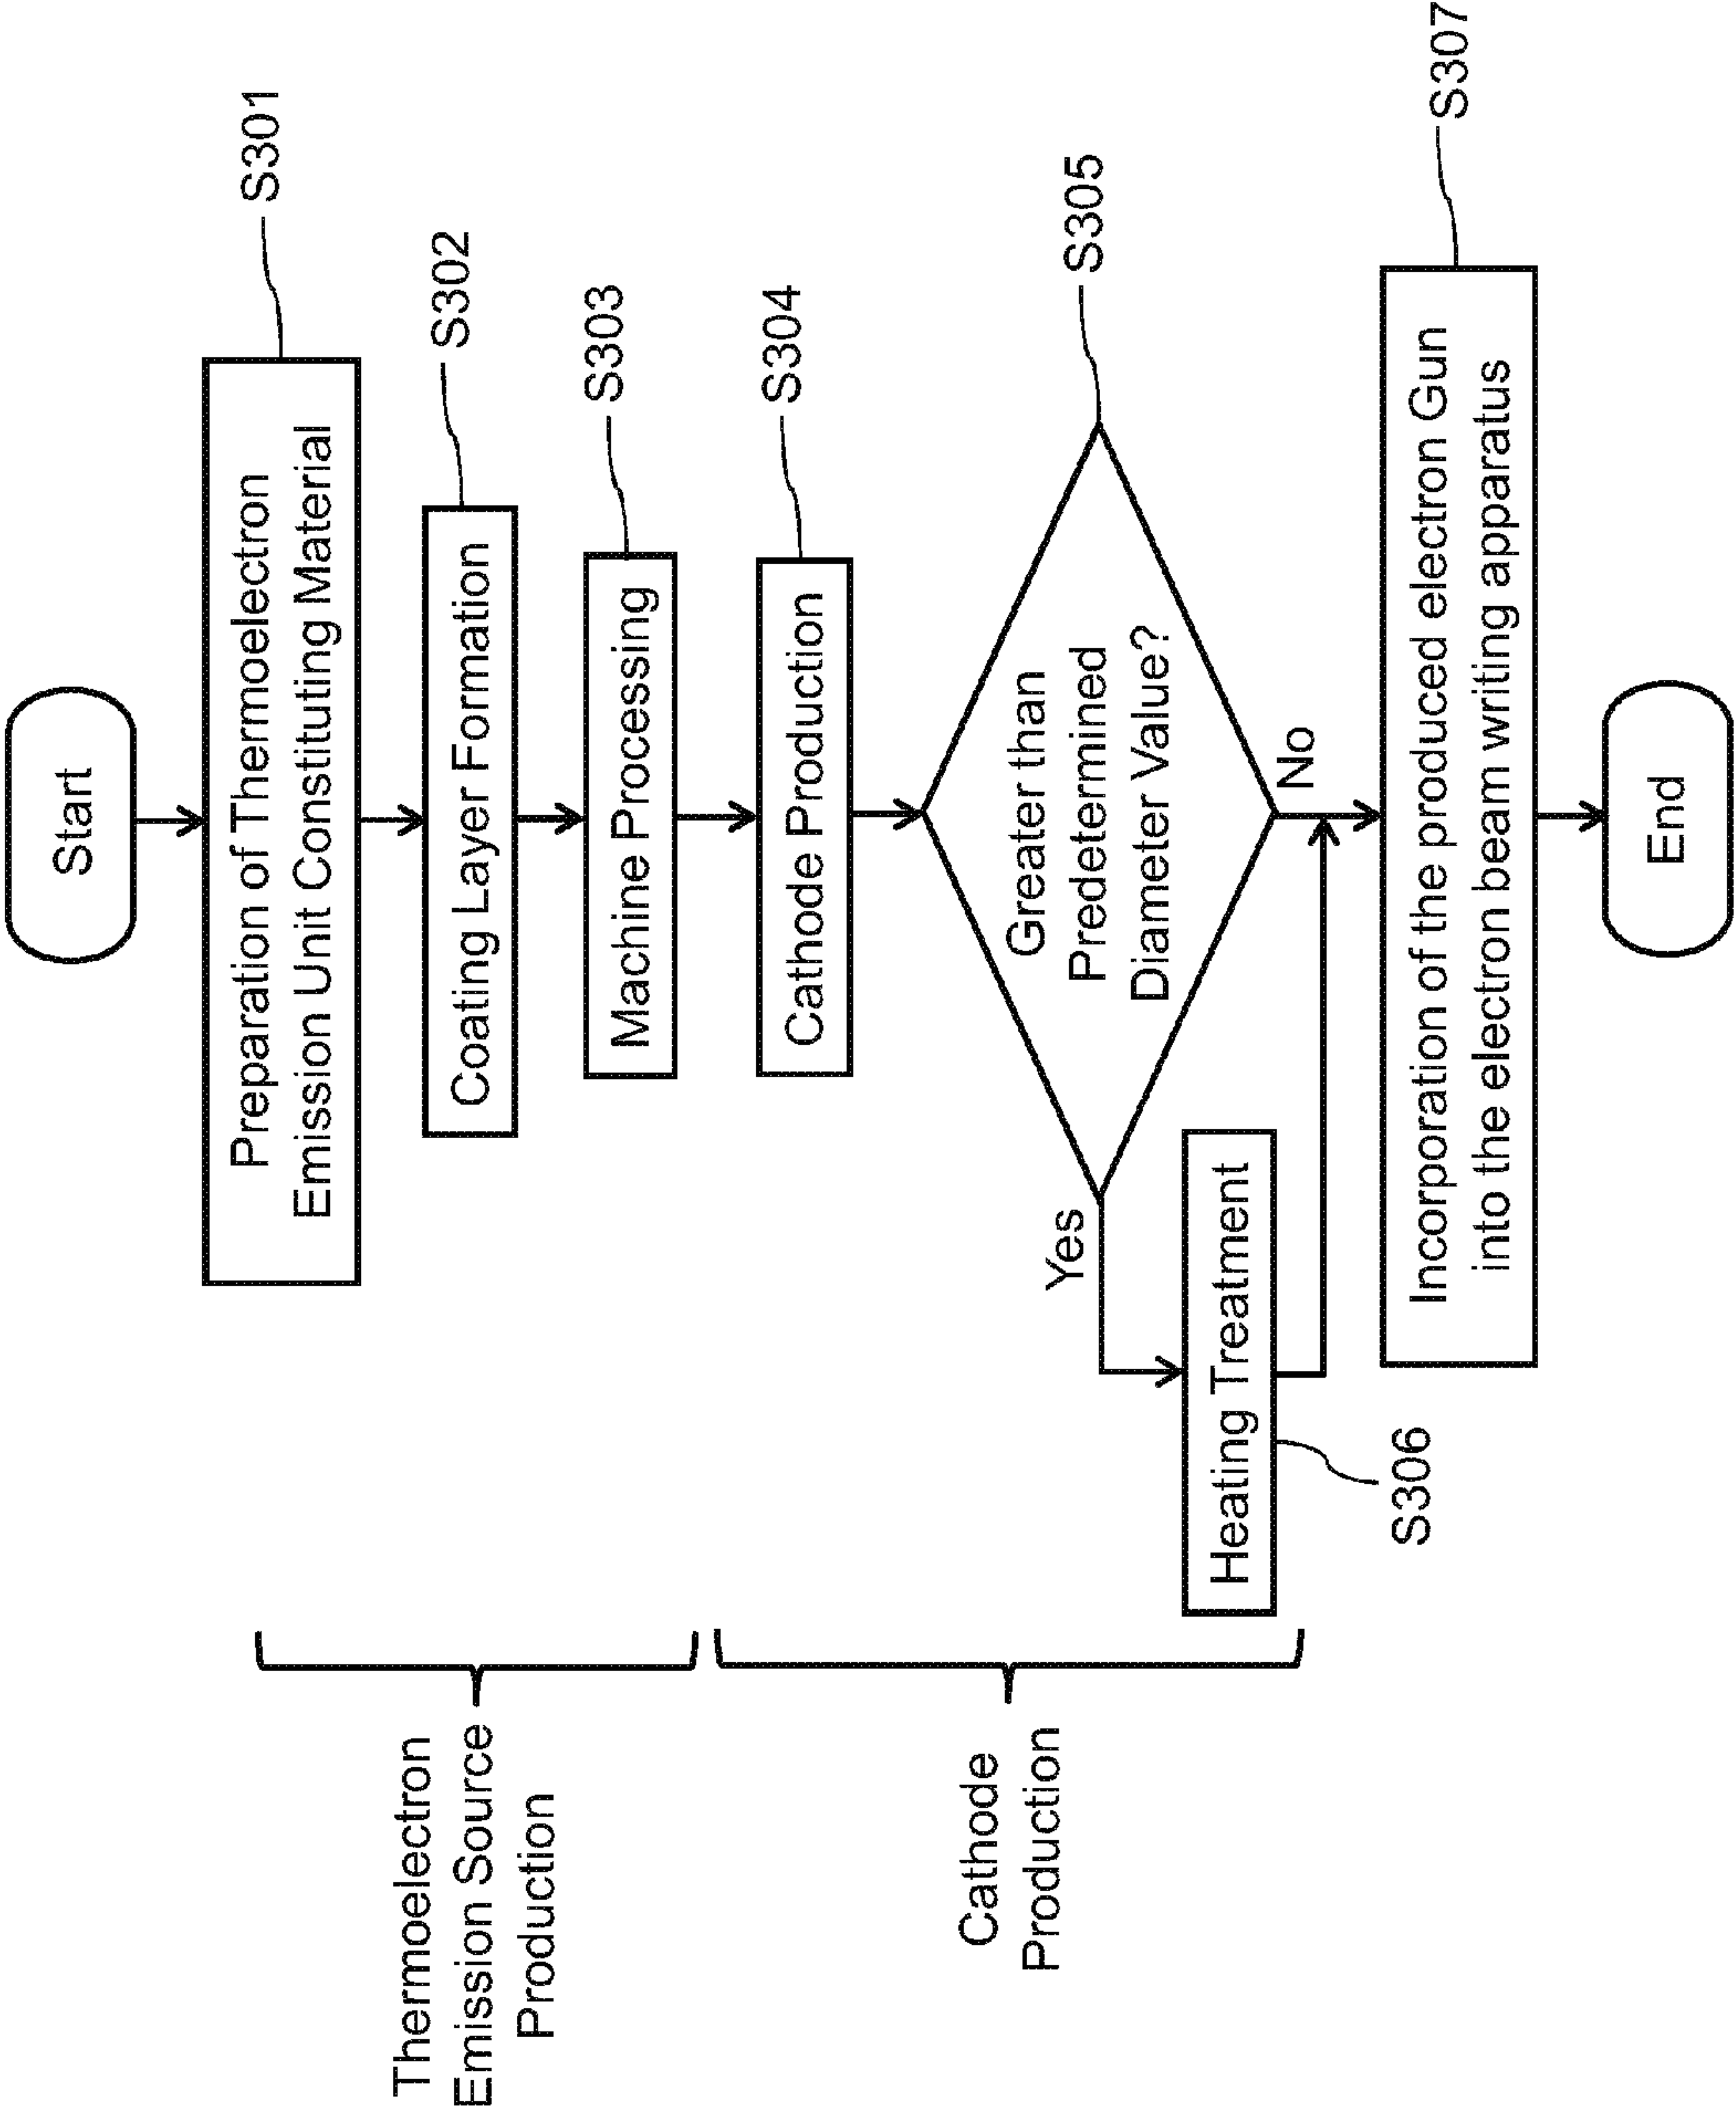 Start
Preparation of Thermoelectron
Emission Unit Constituting Material
S301
Coating Layer Formation
S302
Machine Processing
S303
Thermoelectron
Emission Source
Production
Cathode Production
S304
Greater than
Predetermined
Diameter Value?
S305
Yes
No
Heating Treatment
S306
Cathode
Production
Incorporation of the produced electron Gun
into the electron beam writing apparatus
S307
End